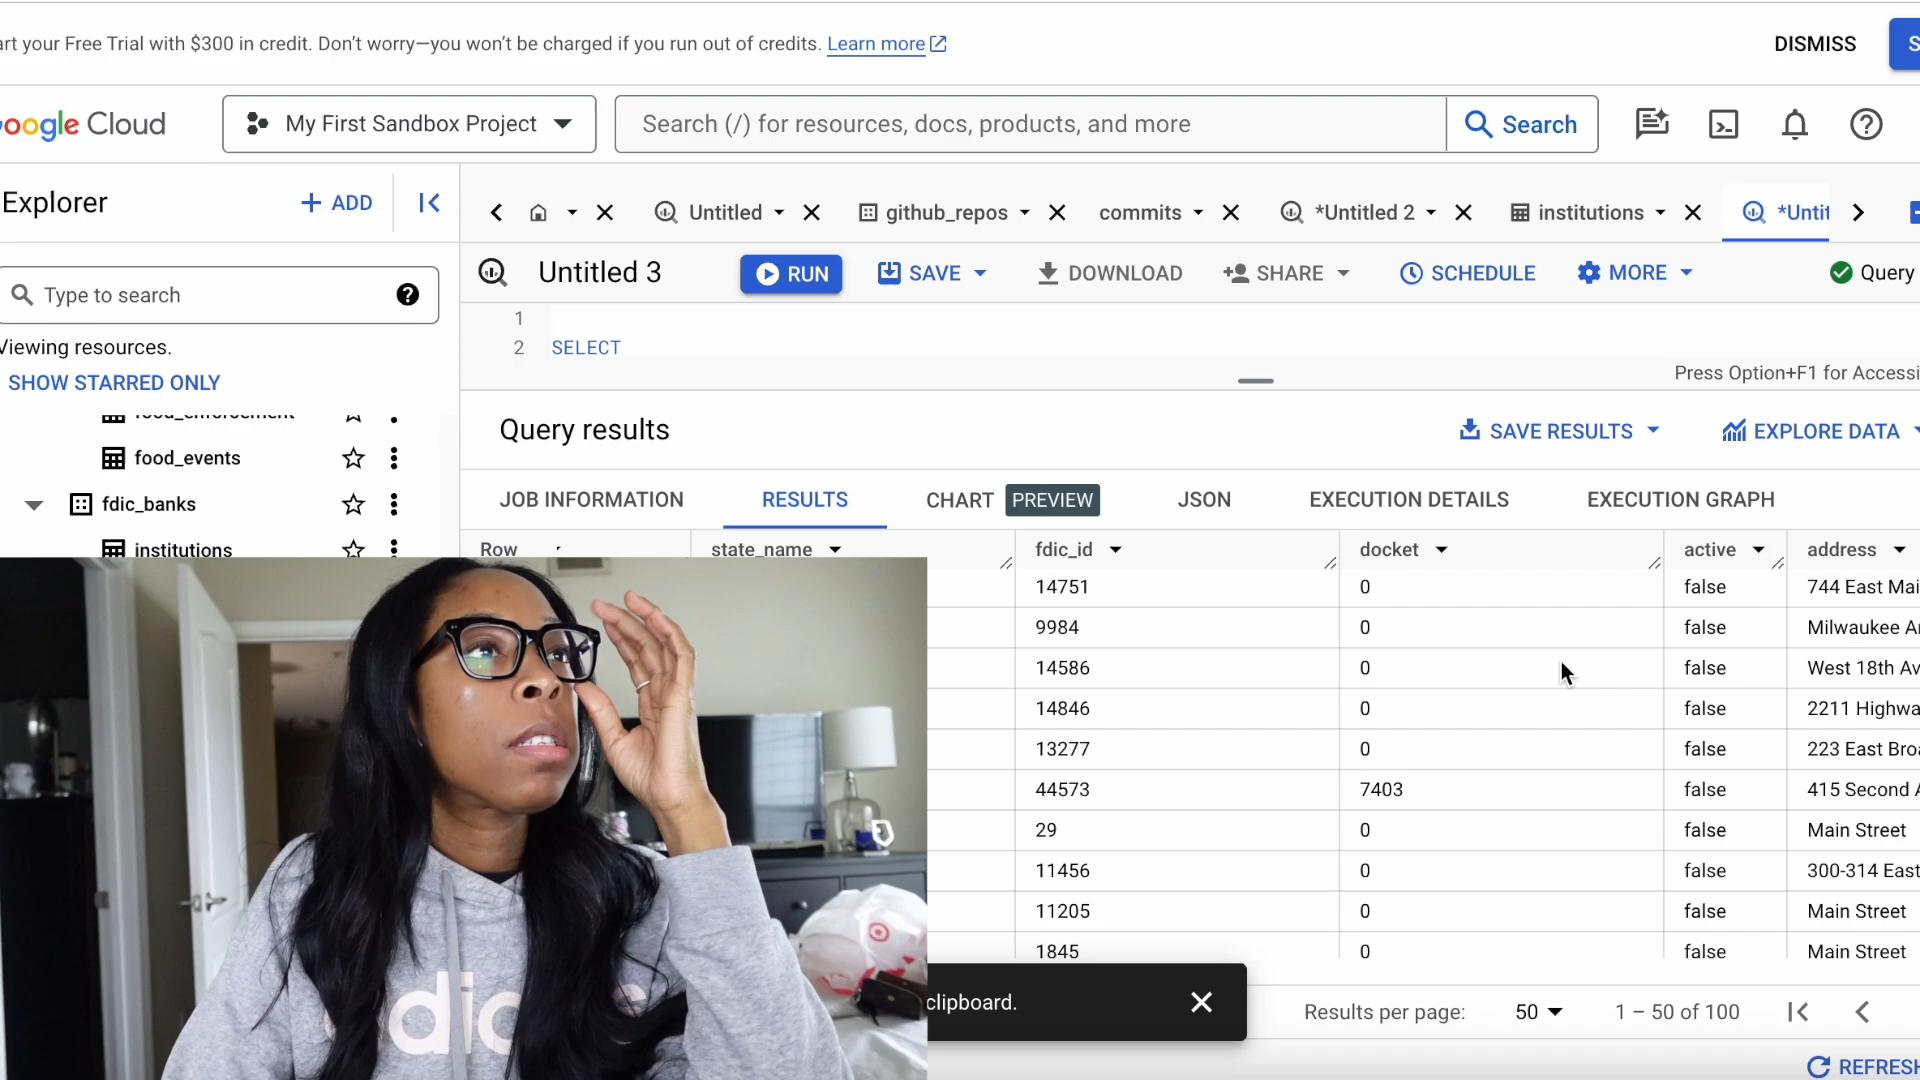 art your Free Trial with $300 in credit. Don't worry—you won't be charged if you run out of credits. Learn more
DISMISS
S
oogle Cloud
My First Sandbox Project
Search (/) for resources, docs, products, and more
Search
Explorer
+ ADD
Untitled
github_repos
commits
*Untitled 2
institutions
*Untit
Type to search
Untitled 3
RUN
SAVE
DOWNLOAD
SHARE
SCHEDULE
MORE
Query
1
2 SELECT
Press Option+F1 for Accessi
Viewing resources.
SHOW STARRED ONLY
food_enforcement
food_events
fdic_banks
institutions
Query results
SAVE RESULTS
EXPLORE DATA
JOB INFORMATION
RESULTS
CHART PREVIEW
JSON
EXECUTION DETAILS
EXECUTION GRAPH
Row state_name fdic_id docket active address
14751 0 false 744 East Mai
9984 0 false Milwaukee A
14586 0 false West 18th Av
14846 0 false 2211 Highwa
13277 0 false 223 East Broa
44573 7403 false 415 Second A
29 0 false Main Street
11456 0 false 300-314 East
11205 0 false Main Street
1845 0 false Main Street
clipboard.
Results per page: 50 1 – 50 of 100
REFRESH